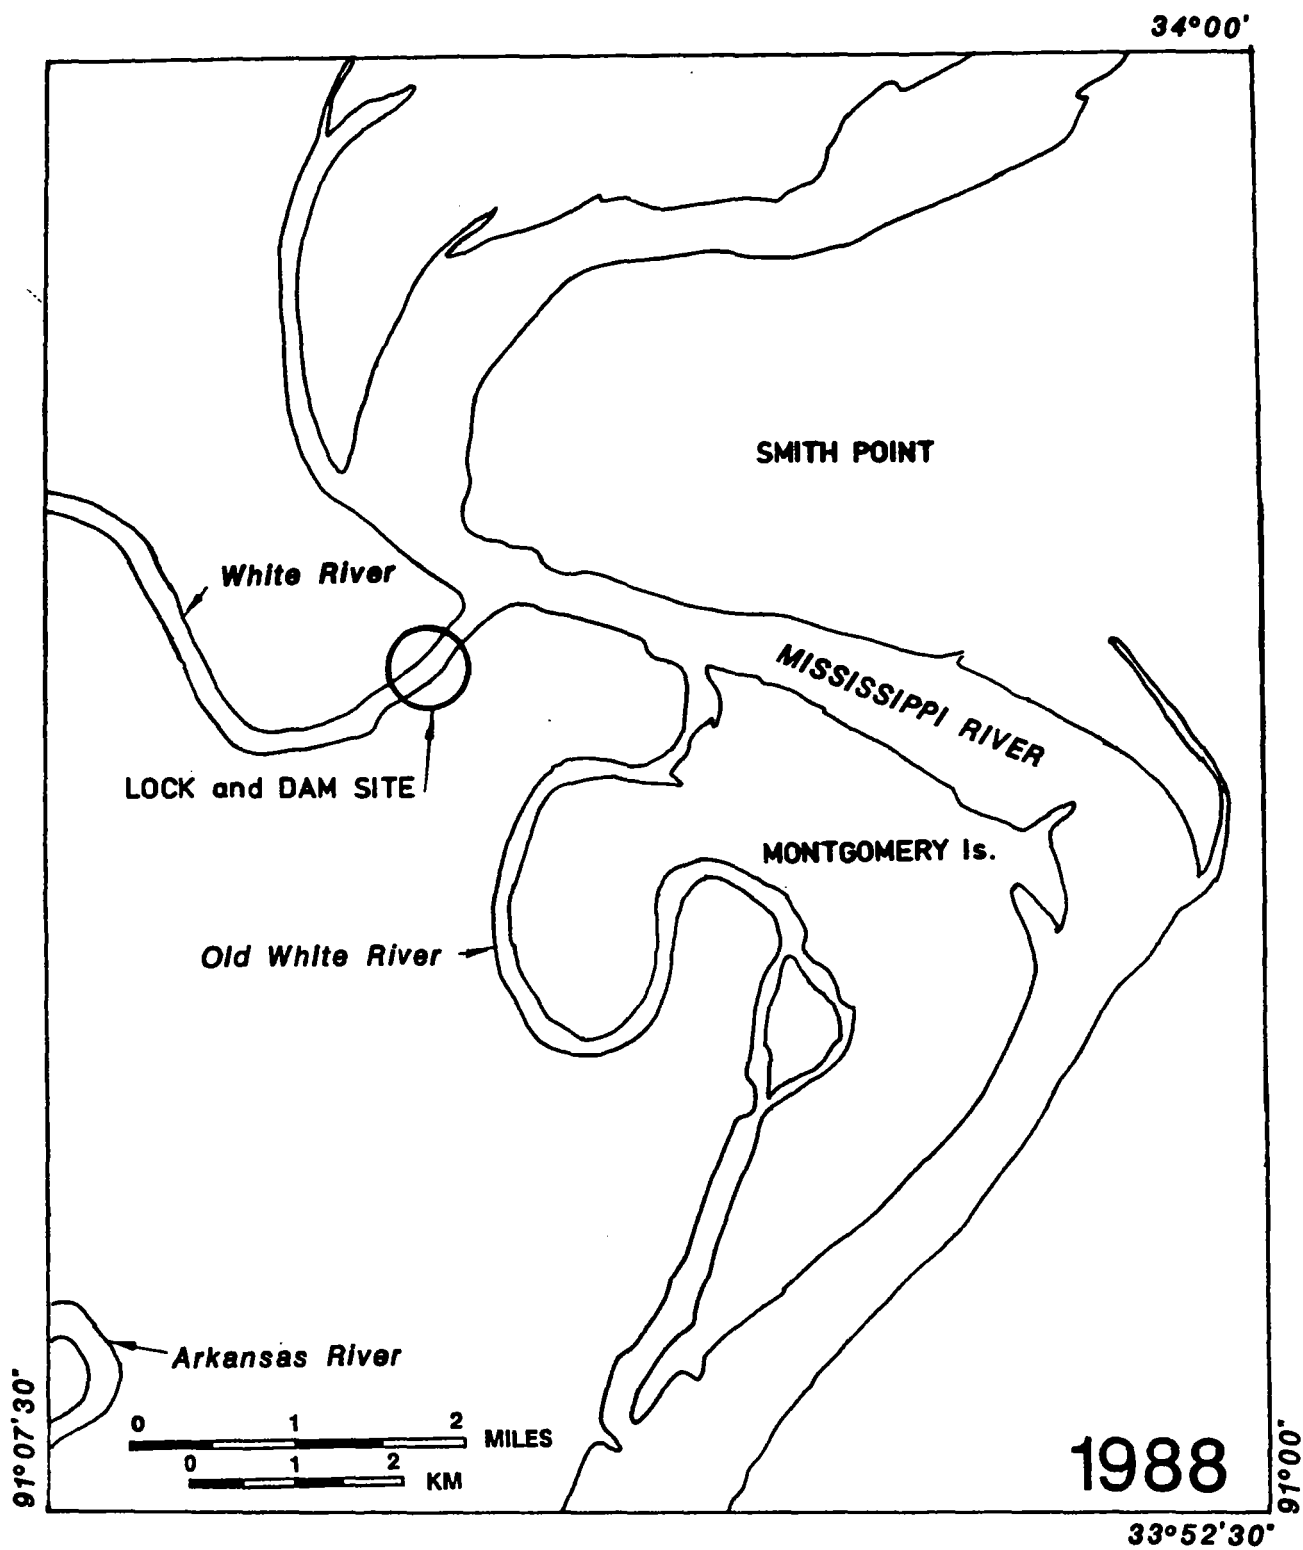 34°00'
SMITH POINT
White River
MISSISSIPPI RIVER
LOCK and DAM SITE
MONTGOMERY Is.
Old White River
Arkansas River
0 1 2 MILES
0 1 2 KM
1988
91°07'30"
91°00"
33°52'30"